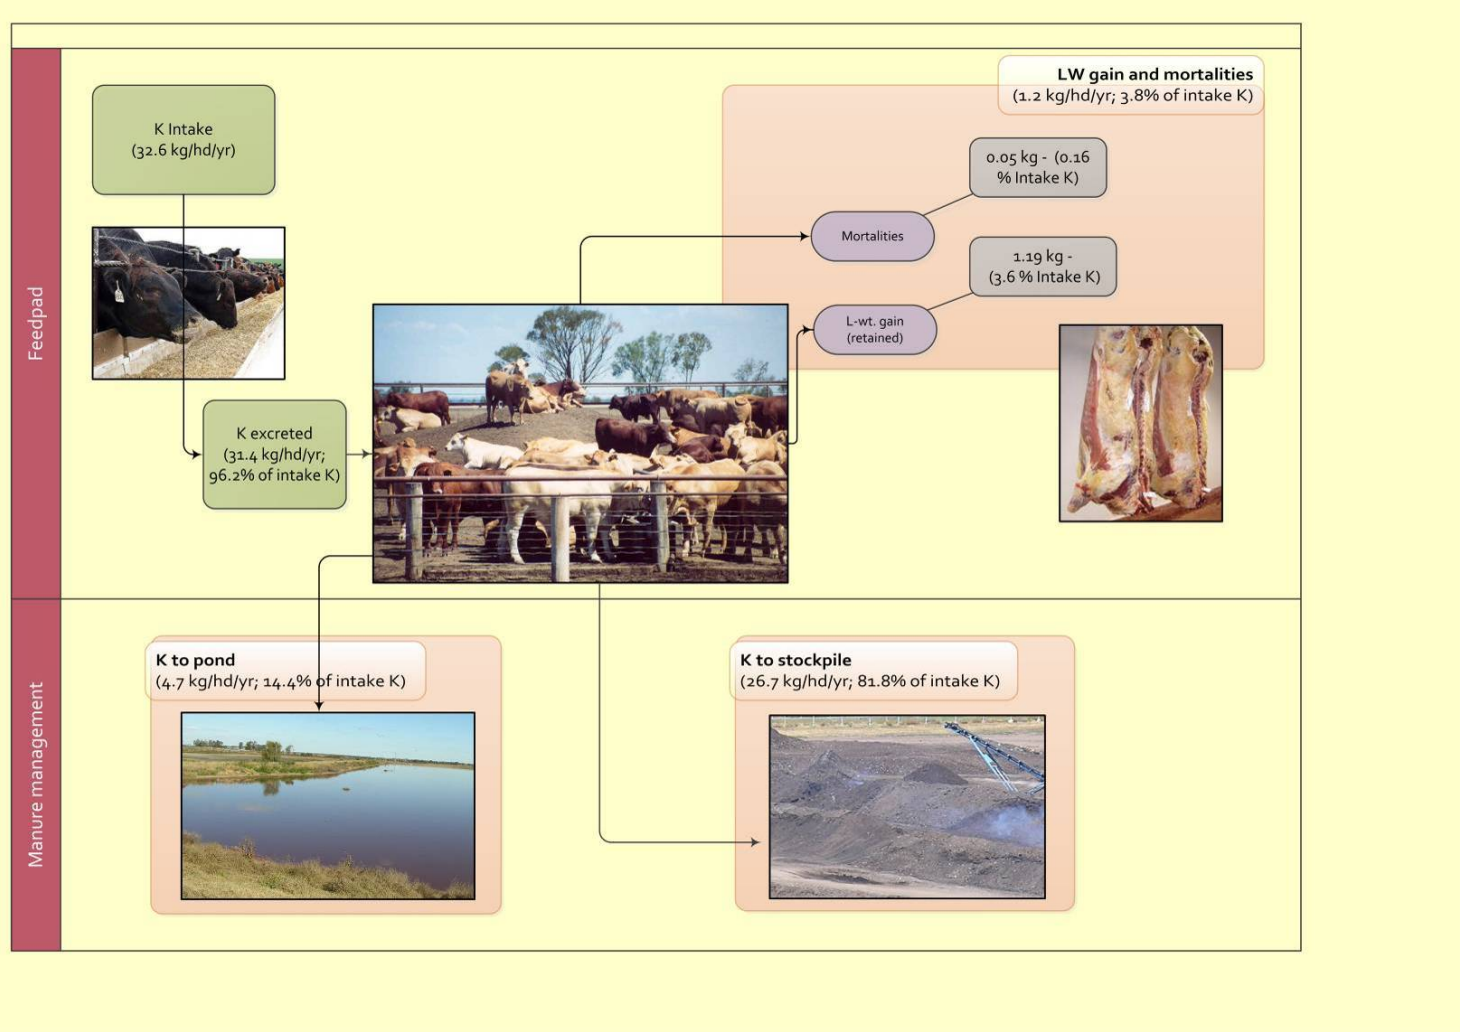 LW gain and mortalities
(1.2 kg/hd/yr; 3.8% of intake K)
K Intake
(32.6 kg/hd/yr)
0.05 kg -  (0.16
% Intake K)
Mortalities
1.19 kg -
(3.6 % Intake K)
L-wt. gain
(retained)
Feedpad
K excreted
(31.4 kg/hd/yr;
96.2% of intake K)
K to pond
(4.7 kg/hd/yr; 14.4% of intake K)
K to stockpile
(26.7 kg/hd/yr; 81.8% of intake K)
Manure management